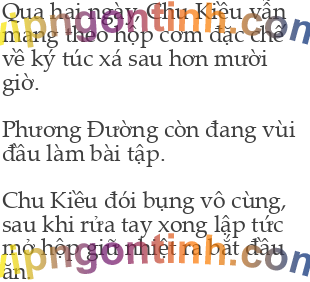 Qua hai ngày, Chu Kiều vẫn
mang theo hộp cơm đặc chế
về ký túc xá sau hơn mười
giờ.
Phương Đường còn đang vùi
đầu làm bài tập.
Chu Kiều đói bụng vô cùng,
sau khi rửa tay xong lập tức
mở hộp giữ nhiệt ra bắt đầu
ăn.